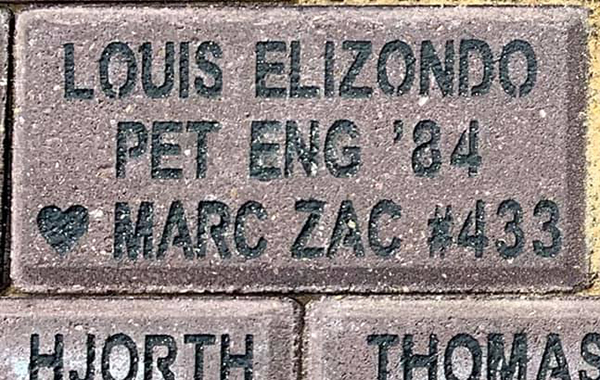 LOUIS ELIZONDO
PET ENG '84
♥ MARC ZAC #433
HJORTH THOMAS